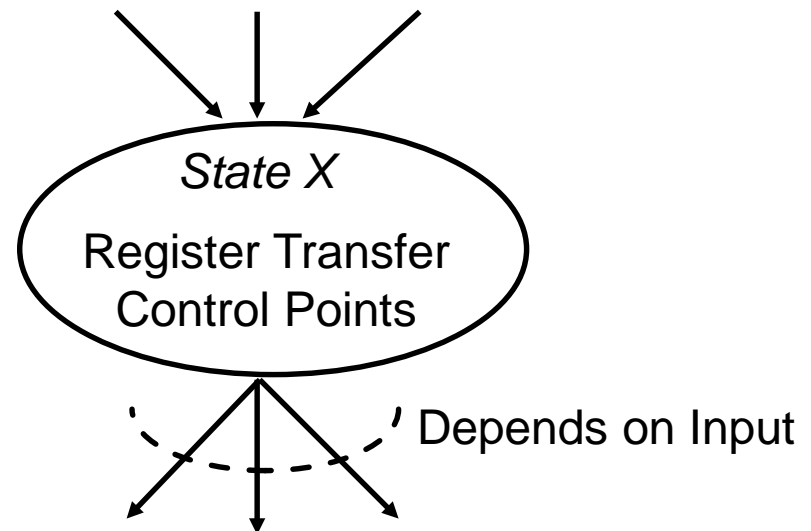 State X
Register Transfer
Control Points
Depends on Input